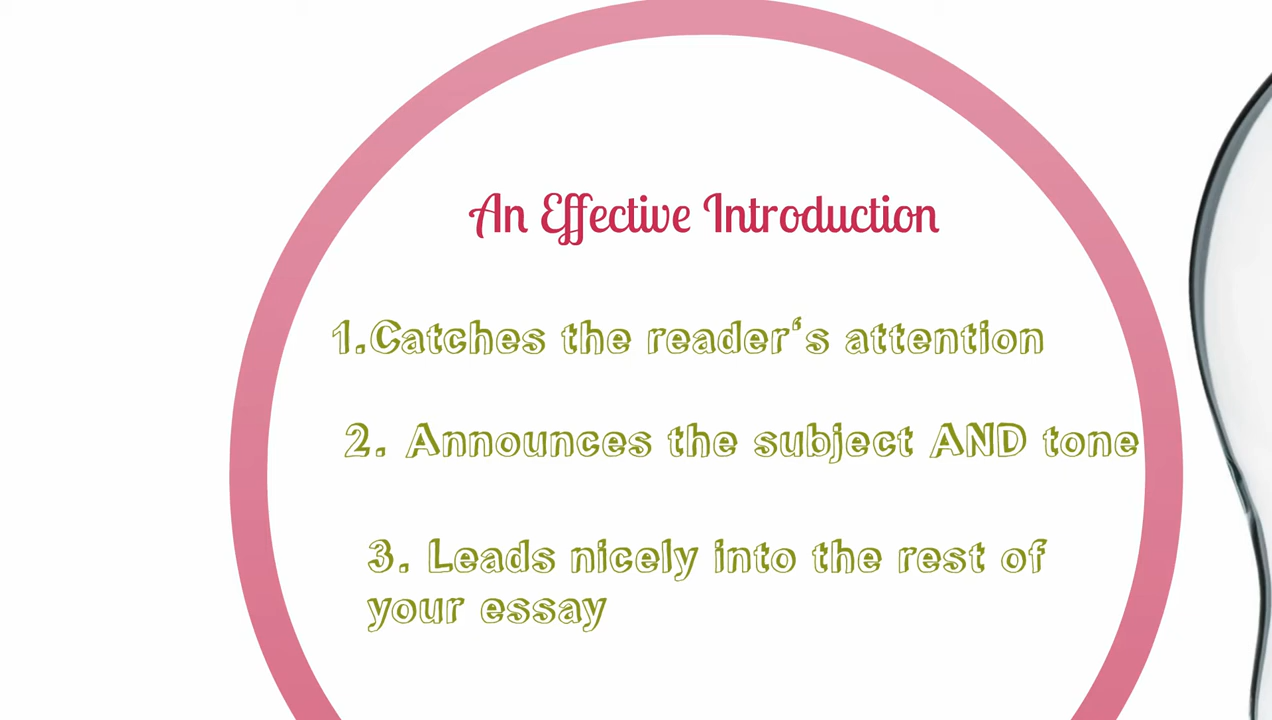 An Effective Introduction
1.Catches the reader‘s attention
2. Announces the subject AND tone
3. Leads nicely into the rest of
your essay